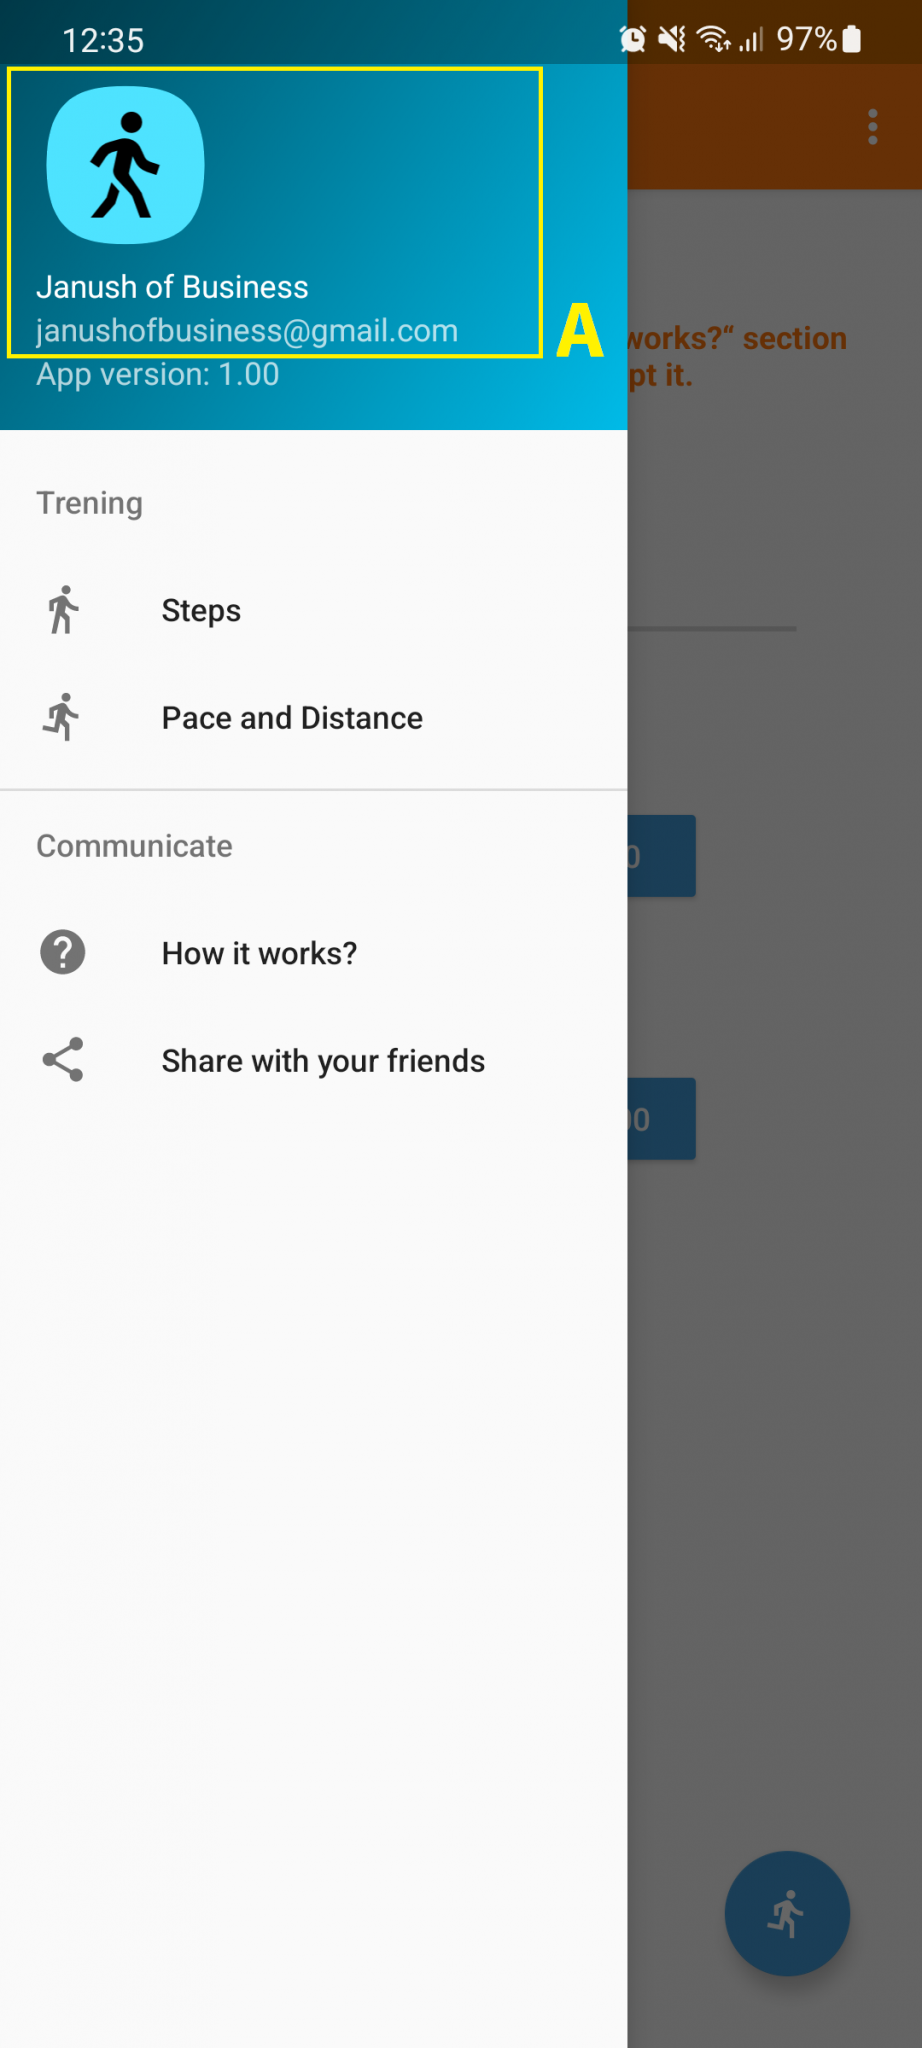 12:35
97%
Janush of Business
janushofbusiness@gmail.com
A
App version: 1.00
works?“ section
pt it.
Trening
Steps
Pace and Distance
Communicate
0
How it works?
Share with your friends
00